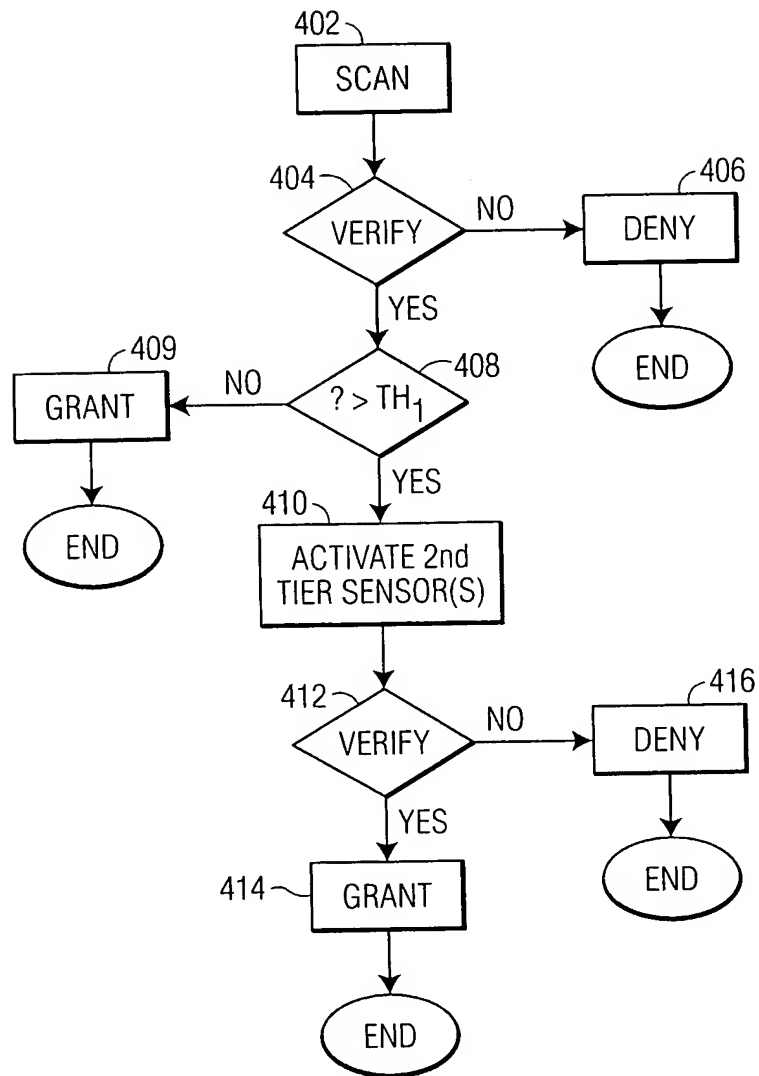 402
SCAN
404
VERIFY
NO
406
DENY
YES
END
409
GRANT
NO
408
? > TH1
YES
END
410
ACTIVATE 2nd
TIER SENSOR(S)
412
VERIFY
NO
416
DENY
YES
END
414
GRANT
END